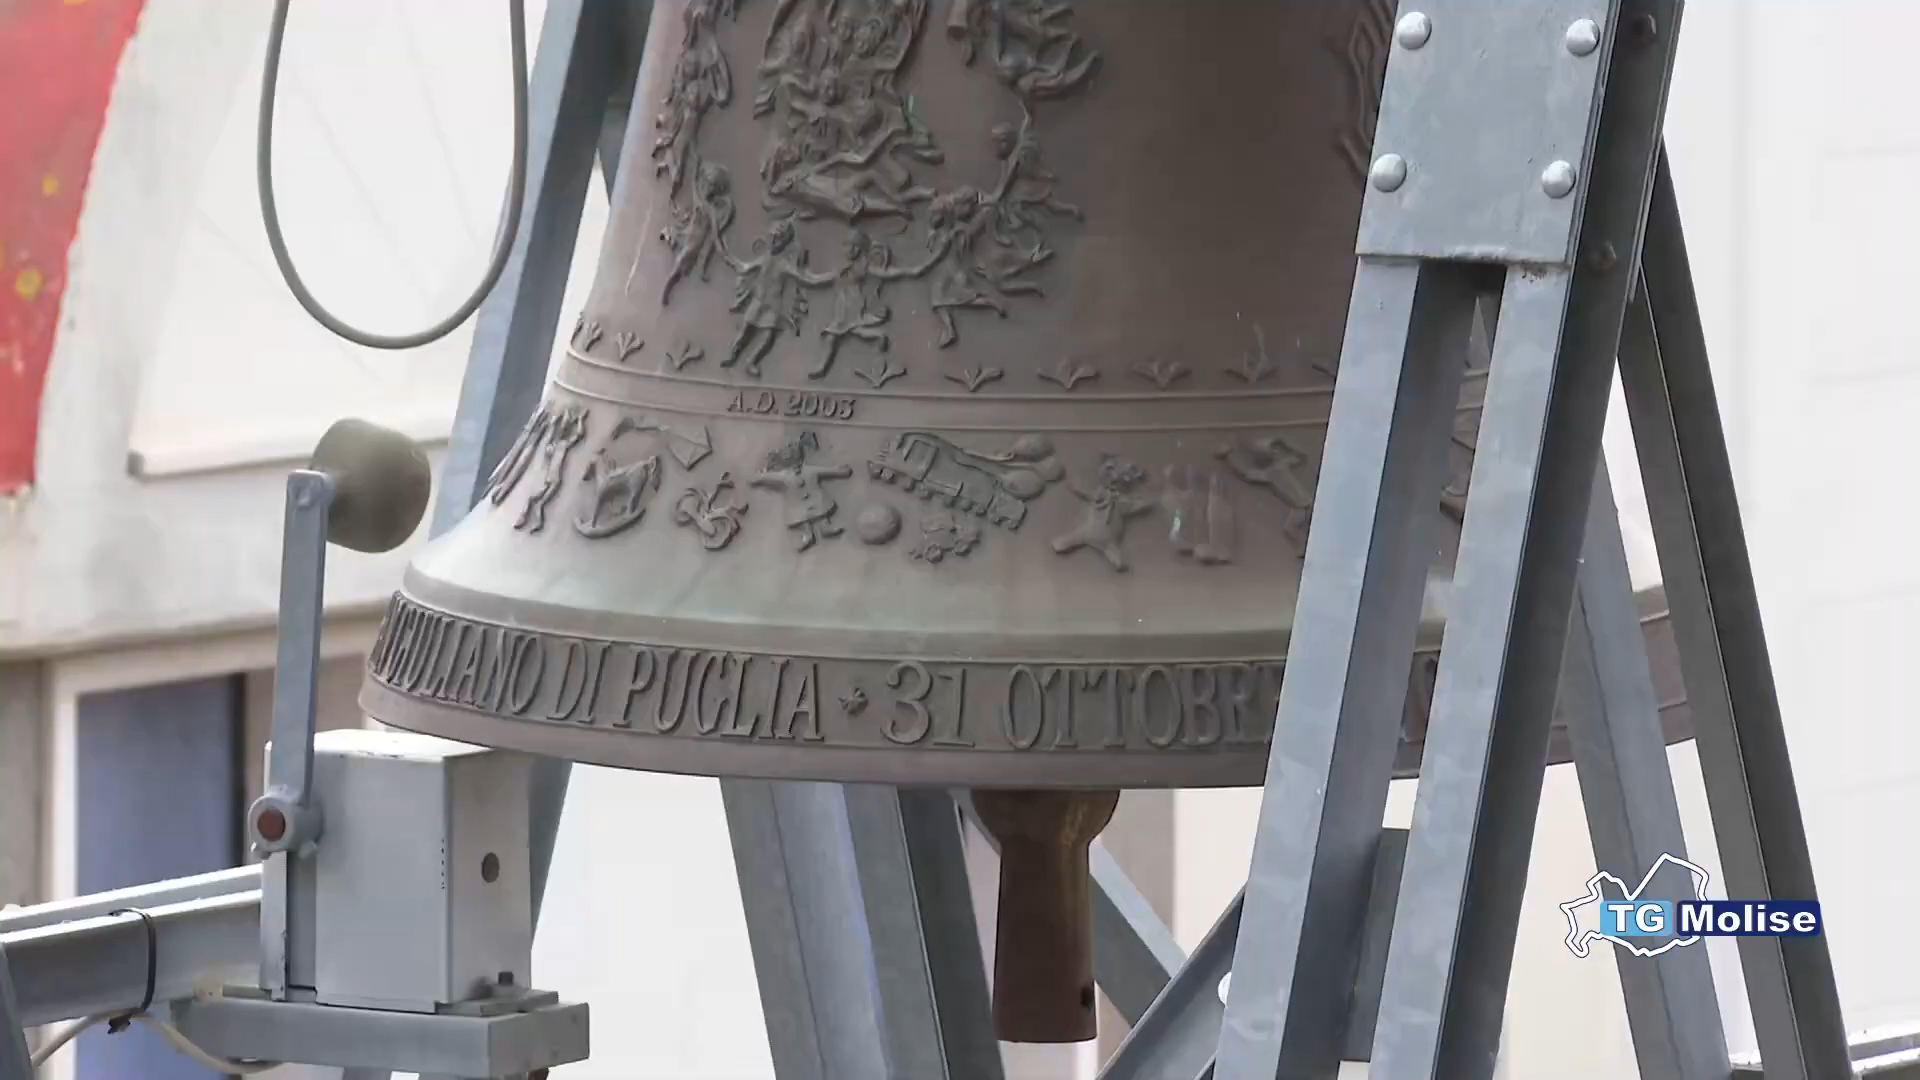 A.D. 2003
GIULIANO DI PUGLIA * 31 OTTOBRE
TG Molise